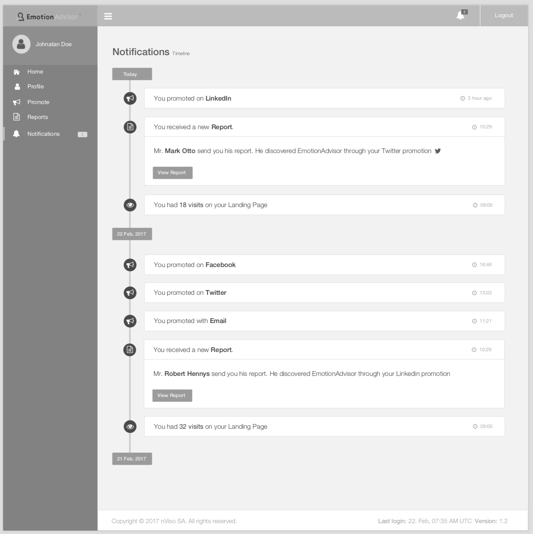 EmotionAdvisor
Logout
Johnatan Doe
Home
Profile
Promote
Reports
Notifications
Notifications Timeline
Today
You promoted on LinkedIn
3 hour ago
You received a new Report.
10:29
Mr. Mark Otto send you his report. He discovered EmotionAdvisor through your Twitter promotion
View Report
You had 18 visits on your Landing Page
09:00
22 Feb, 2017
You promoted on Facebook
16:46
You promoted on Twitter
You promoted with Email
11:21
You received a new Report.
10:29
Mr. Robert Hennys send you his report. He discovered EmotionAdvisor through your Linkedin promotion
View Report
You had 32 visits on your Landing Page
09:00
21 Feb, 2017
Copyright © 2017 nViso SA. All rights reserved.
Last login: 22. Feb, 07:35 AM UTC Version: 1.2